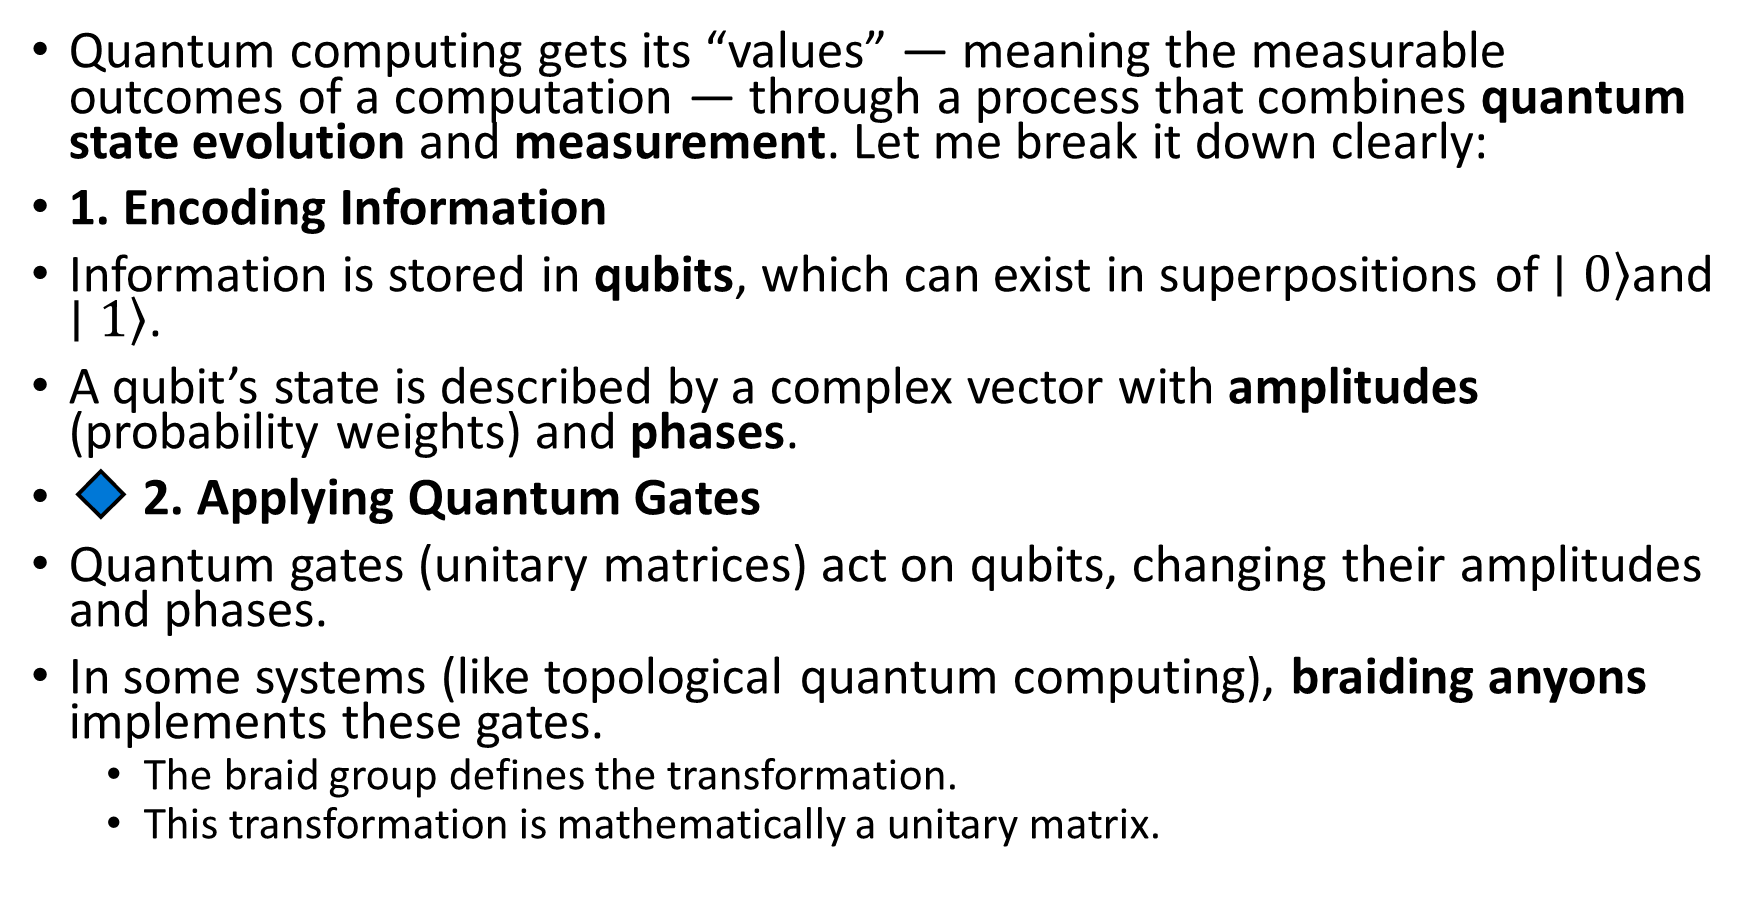 • Quantum computing gets its “values” — meaning the measurable
outcomes of a computation — through a process that combines quantum
state evolution and measurement. Let me break it down clearly:
• 1. Encoding Information
• Information is stored in qubits, which can exist in superpositions of ∣ 0⟩and
∣ 1⟩.
• A qubit’s state is described by a complex vector with amplitudes
(probability weights) and phases.
• 🔷 2. Applying Quantum Gates
• Quantum gates (unitary matrices) act on qubits, changing their amplitudes
and phases.
• In some systems (like topological quantum computing), braiding anyons
implements these gates.
• The braid group defines the transformation.
• This transformation is mathematically a unitary matrix.